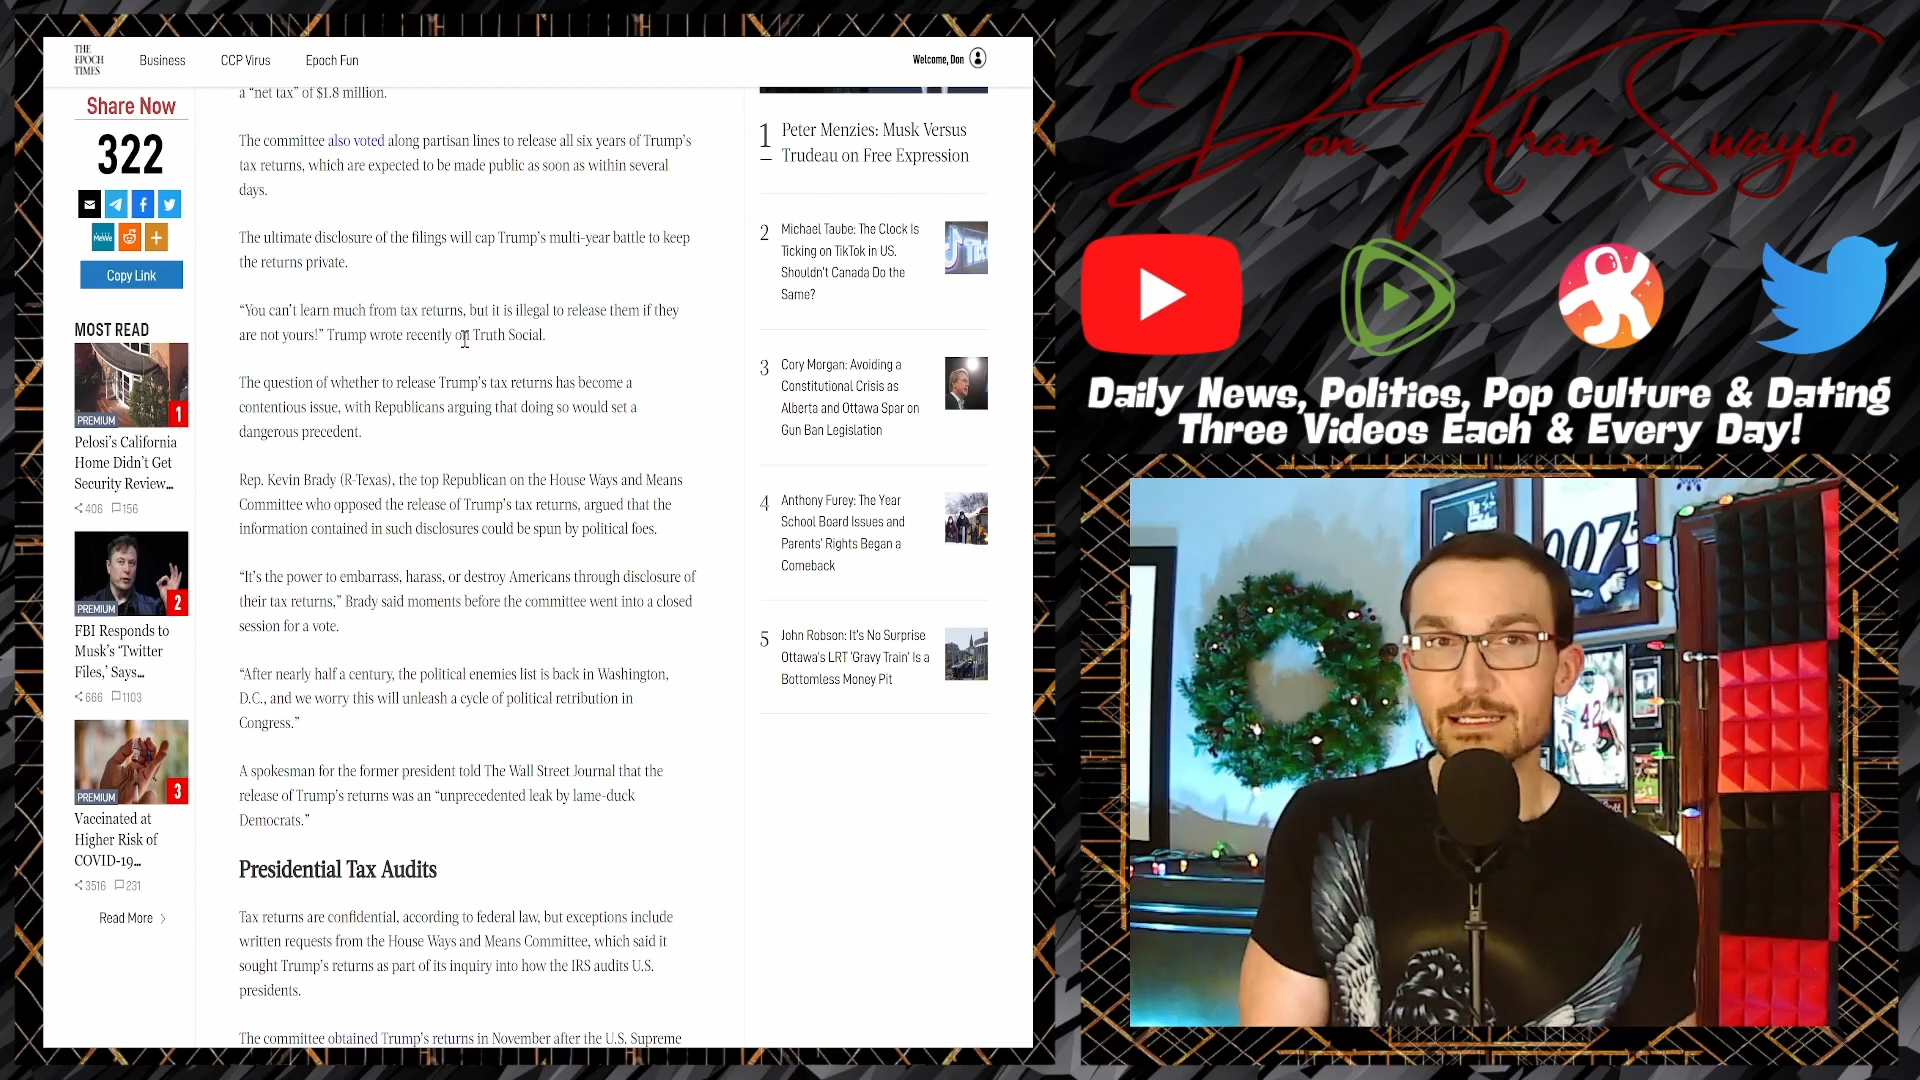 THE
EPOCH
TIMES
Business
CCP Virus
Epoch Fun
Welcome, Don
Share Now
322
MeWe
Copy Link
MOST READ
PREMIUM
1
Pelosi's California
Home Didn't Get
Security Review...
406
156
PREMIUM
2
FBI Responds to
Musk's 'Twitter
Files,' Says...
666
1103
PREMIUM
3
Vaccinated at
Higher Risk of
COVID-19...
3516
231
Read More
a “net tax” of $1.8 million.
The committee also voted along partisan lines to release all six years of Trump’s
tax returns, which are expected to be made public as soon as within several
days.
The ultimate disclosure of the filings will cap Trump’s multi-year battle to keep
the returns private.
“You can’t learn much from tax returns, but it is illegal to release them if they
are not yours!” Trump wrote recently on Truth Social.
The question of whether to release Trump’s tax returns has become a
contentious issue, with Republicans arguing that doing so would set a
dangerous precedent.
Rep. Kevin Brady (R-Texas), the top Republican on the House Ways and Means
Committee who opposed the release of Trump’s tax returns, argued that the
information contained in such disclosures could be spun by political foes.
“It’s the power to embarrass, harass, or destroy Americans through disclosure of
their tax returns,” Brady said moments before the committee went into a closed
session for a vote.
“After nearly half a century, the political enemies list is back in Washington,
D.C., and we worry this will unleash a cycle of political retribution in
Congress.”
A spokesman for the former president told The Wall Street Journal that the
release of Trump’s returns was an “unprecedented leak by lame-duck
Democrats.”
Presidential Tax Audits
Tax returns are confidential, according to federal law, but exceptions include
written requests from the House Ways and Means Committee, which said it
sought Trump’s returns as part of its inquiry into how the IRS audits U.S.
presidents.
The committee obtained Trump’s returns in November after the U.S. Supreme
1
Peter Menzies: Musk Versus
Trudeau on Free Expression
2
Michael Taube: The Clock Is
Ticking on TikTok in US.
Shouldn't Canada Do the
Same?
3
Cory Morgan: Avoiding a
Constitutional Crisis as
Alberta and Ottawa Spar on
Gun Ban Legislation
4
Anthony Furey: The Year
School Board Issues and
Parents' Rights Began a
Comeback
5
John Robson: It's No Surprise
Ottawa's LRT 'Gravy Train' Is a
Bottomless Money Pit
Don Khan Swaylo
Daily News, Politics, Pop Culture & Dating
Three Videos Each & Every Day!
007
42